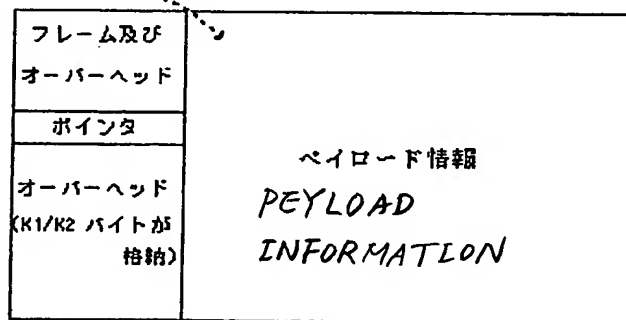 フレーム及び
オーバーヘッド
ポインタ
オーバーヘッド
(K1/K2 バイトが
格納)
ペイロード情報
PEYLOAD
INFORMATION